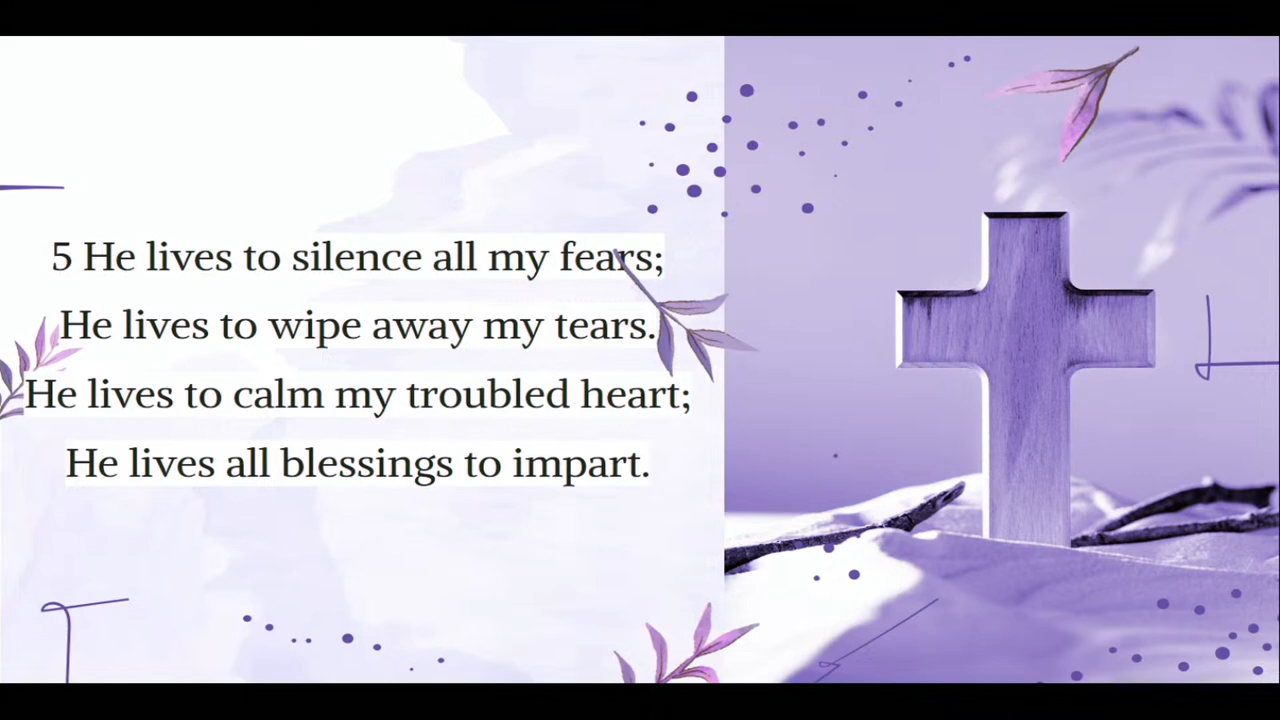 5 He lives to silence all my fears;
He lives to wipe away my tears.
He lives to calm my troubled heart;
He lives all blessings to impart.